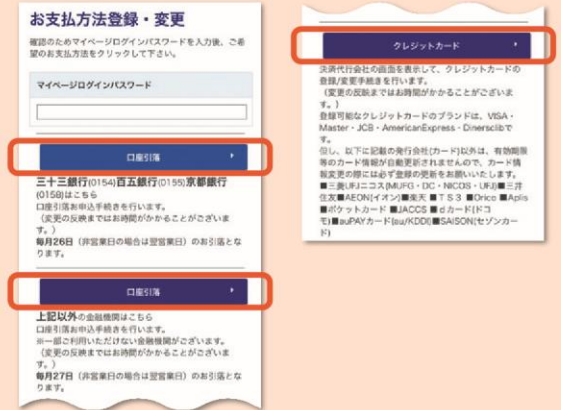 お支払方法登録・変更
確認のためマイページログインパスワードを入力後、ご希
望のお支払方法をクリックして下さい。
マイページログインパスワード
口座引落
三十三銀行(0154)百五銀行(0155)京都銀行
(0158)はこちら
口座引落お申込手続きを行います。
（変更の反映まではお時間がかかることがございま
す。）
毎月26日（非営業日の場合は翌営業日）のお引落とな
ります。
口座引落
上記以外の金融機関はこちら
口座引落お申込手続きを行います。
※一部ご利用いただけない金融機関がございます。
（変更の反映まではお時間がかかることがございま
す。）
毎月27日（非営業日の場合は翌営業日）のお引落とな
ります。
クレジットカード
決済代行会社の画面を表示して、クレジットカードの
登録/変更手続きを行います。
（変更の反映まではお時間がかかることがございま
す。）
登録可能なクレジットカードのブランドは、VISA・
Master・JCB・AmericanExpress・Dinersclibで
す。
但し、以下に記載の発行会社(カード)以外は、有効期限
等のカード情報が自動更新されませんので、カード情
報変更の際には必ず登録の更新をお願いいたします。
■三菱UFJニコス(MUFG・DC・NICOS・UFJ)■三井
住友■AEON(イオン)■楽天 ■ＴＳ３ ■Orico ■Aplis
■ポケットカード ■JACCS ■ｄカード(ドコ
モ)■auPAYカード(au/KDDI)■SAISON(セゾンカー
ド)